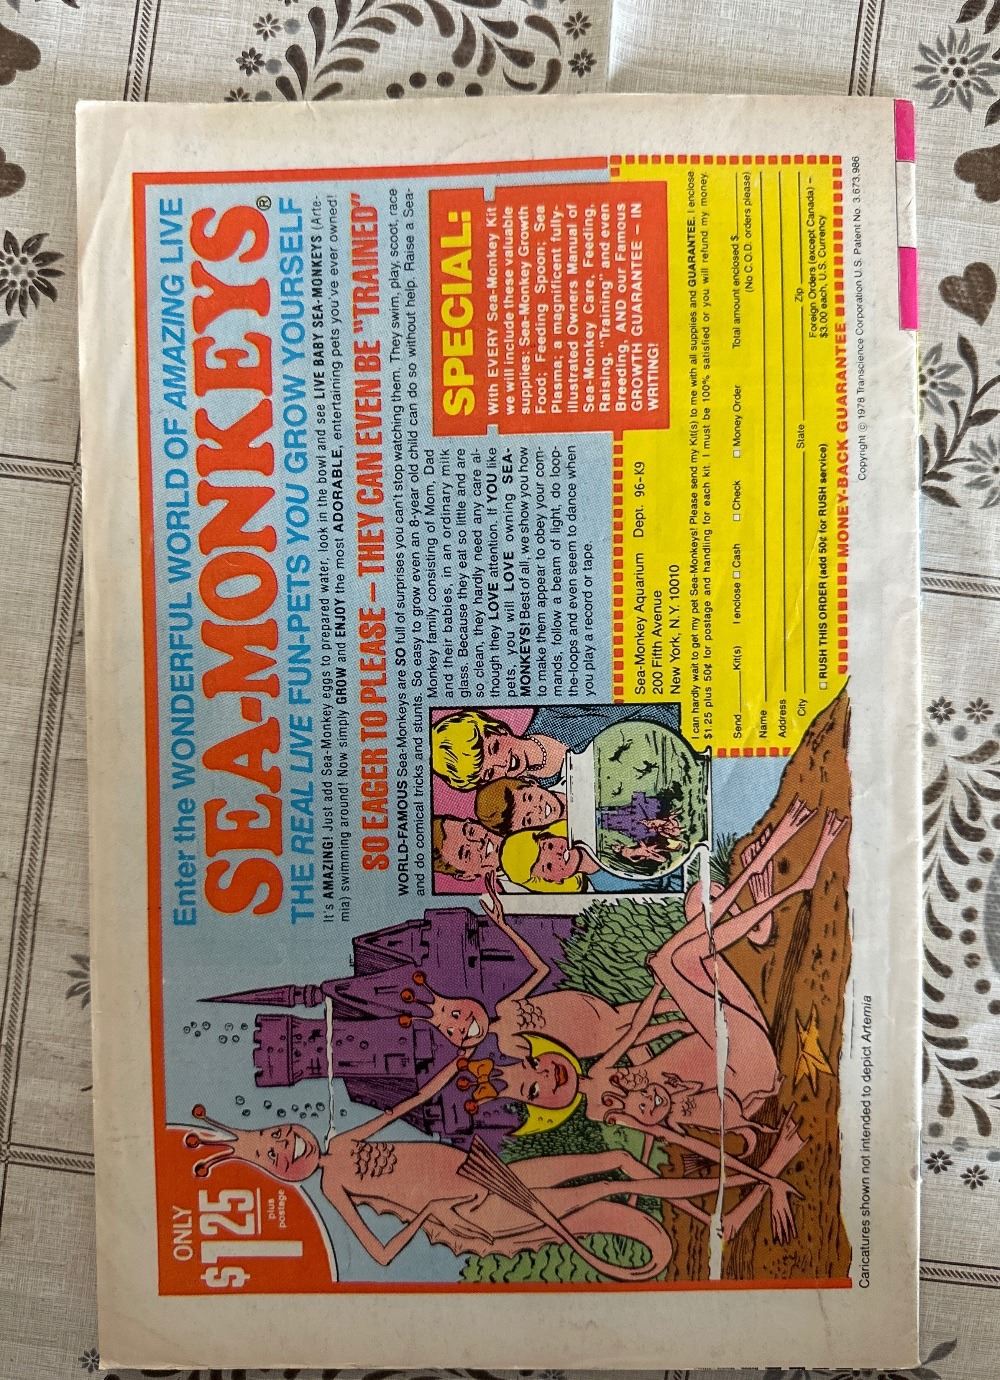 ONLY
$1.25
plus
postage
Enter the WONDERFUL WORLD OF AMAZING LIVE
SEA-MONKEYS®
THE REAL LIVE FUN-PETS YOU GROW YOURSELF
It's AMAZING! Just add Sea-Monkey eggs to prepared water, look in the bowl and see LIVE BABY SEA-MONKEYS (Arte-
mia) swimming around! Now simply GROW and ENJOY the most ADORABLE, entertaining pets you've ever owned!
SO EAGER TO PLEASE—THEY CAN EVEN BE "TRAINED"
WORLD-FAMOUS Sea-Monkeys are SO full of surprises you can't stop watching them. They swim, play, scoot, race
and do comical tricks and stunts. So easy to grow even an 8-year old child can do so without help. Raise a Sea-
Monkey family consisting of Mom, Dad
and their babies, in an ordinary milk
glass. Because they eat so little and are
so clean, they hardly need any care al-
though they LOVE attention. If YOU like
pets, you will LOVE owning SEA-
MONKEYS! Best of all, we show you how
to make them appear to obey your com-
mands, follow a beam of light, do loop-
the-loops and even seem to dance when
you play a record or tape.
SPECIAL:
With EVERY Sea-Monkey Kit
we will include these valuable
supplies: Sea-Monkey Growth
Food; Feeding Spoon; Sea
Plasma; a magnificent fully-
illustrated Owners Manual of
Sea-Monkey Care, Feeding,
Raising, "Training" and even
Breeding, AND our Famous
GROWTH GUARANTEE – IN
WRITING!
Sea-Monkey Aquarium Dept. 96-K9
200 Fifth Avenue
New York, N.Y. 10010
I can hardly wait to get my pet Sea-Monkeys! Please send my Kit(s) to me with all supplies and GUARANTEE. I enclose
$1.25 plus 50¢ for postage and handling for each kit. I must be 100% satisfied or you will refund my money.
Send ____ Kit(s) I enclose □ Cash □ Check □ Money Order Total amount enclosed $____
(No C.O.D. orders please)
Name
Address
City State Zip
□ RUSH THIS ORDER (add 50¢ for RUSH service) Foreign Orders (except Canada) –
$3.00 each, U.S. Currency
MONEY-BACK GUARANTEE
Caricatures shown not intended to depict Artemia Copyright © 1978 Transcience Corporation U.S. Patent No. 3,673,986